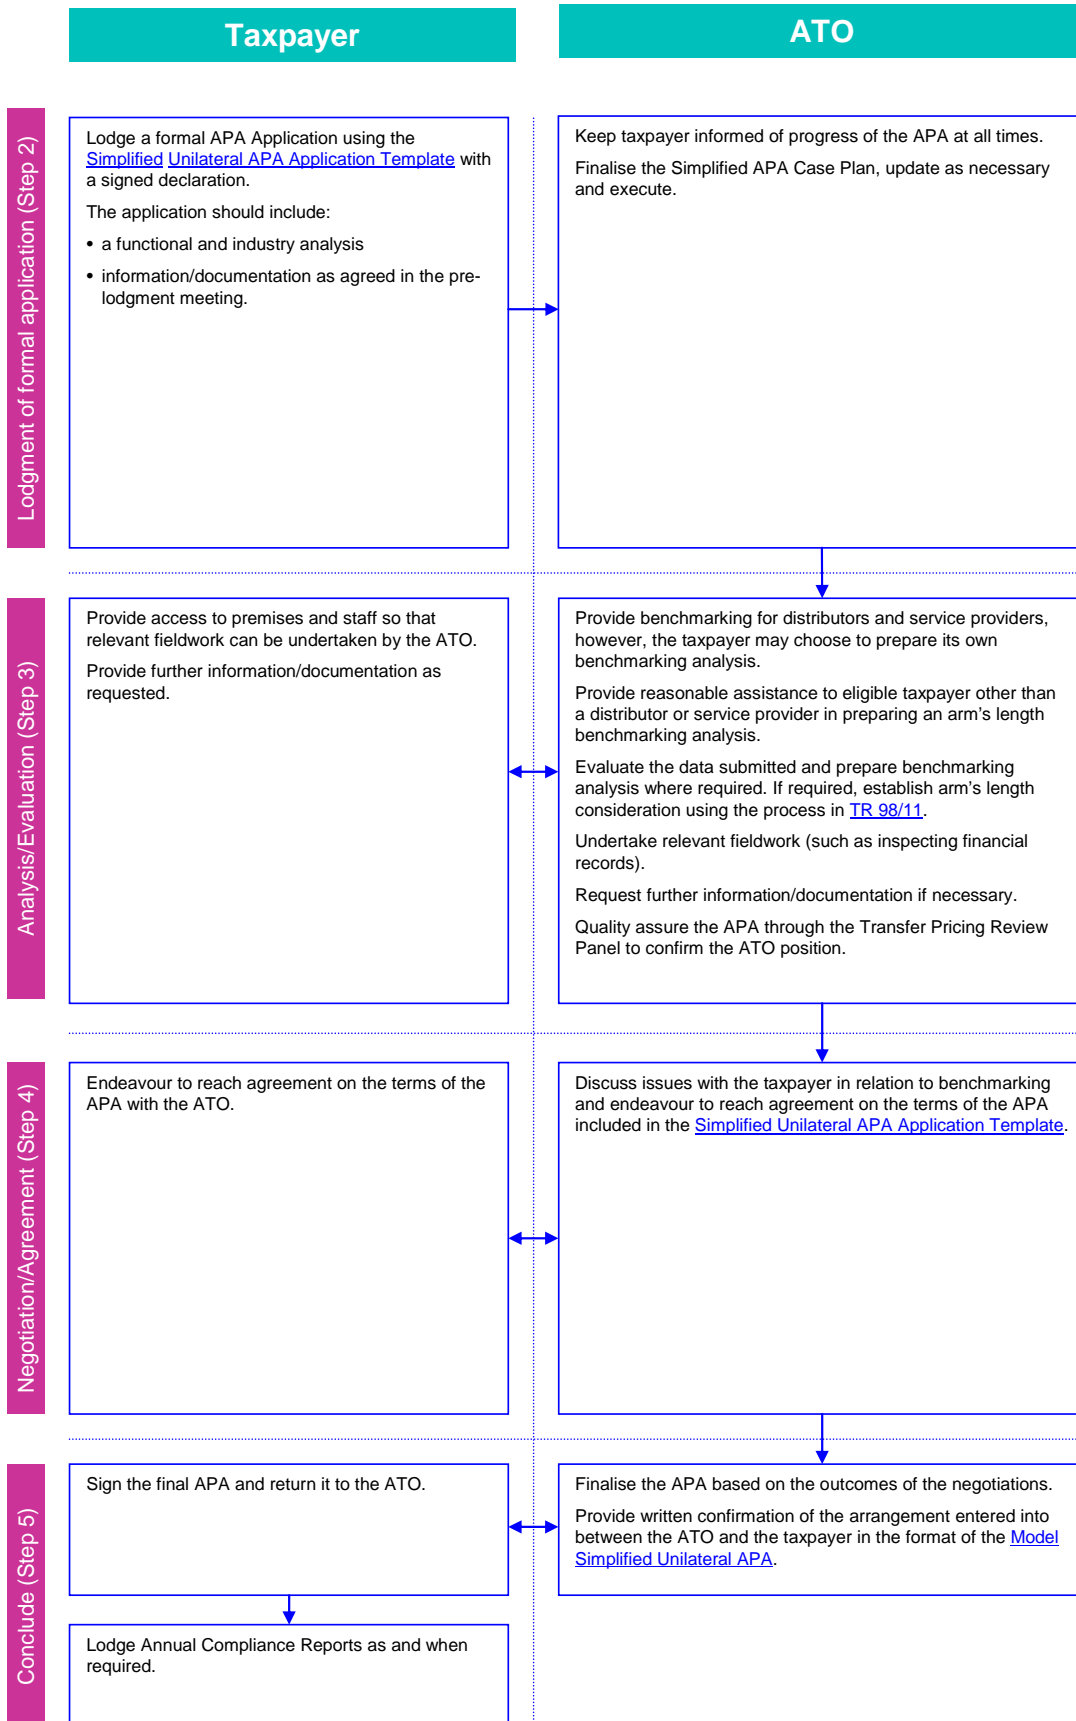 Taxpayer
ATO
Lodgment of formal application (Step 2)
Lodge a formal APA Application using the
Simplified Unilateral APA Application Template with
a signed declaration.
The application should include:
• a functional and industry analysis
• information/documentation as agreed in the pre-
lodgment meeting.
Keep taxpayer informed of progress of the APA at all times.
Finalise the Simplified APA Case Plan, update as necessary
and execute.
Analysis/Evaluation (Step 3)
Provide access to premises and staff so that
relevant fieldwork can be undertaken by the ATO.
Provide further information/documentation as
requested.
Provide benchmarking for distributors and service providers,
however, the taxpayer may choose to prepare its own
benchmarking analysis.
Provide reasonable assistance to eligible taxpayer other than
a distributor or service provider in preparing an arm's length
benchmarking analysis.
Evaluate the data submitted and prepare benchmarking
analysis where required. If required, establish arm's length
consideration using the process in TR 98/11.
Undertake relevant fieldwork (such as inspecting financial
records).
Request further information/documentation if necessary.
Quality assure the APA through the Transfer Pricing Review
Panel to confirm the ATO position.
Negotiation/Agreement (Step 4)
Endeavour to reach agreement on the terms of the
APA with the ATO.
Discuss issues with the taxpayer in relation to benchmarking
and endeavour to reach agreement on the terms of the APA
included in the Simplified Unilateral APA Application Template.
Conclude (Step 5)
Sign the final APA and return it to the ATO.
Finalise the APA based on the outcomes of the negotiations.
Provide written confirmation of the arrangement entered into
between the ATO and the taxpayer in the format of the Model
Simplified Unilateral APA.
Lodge Annual Compliance Reports as and when
required.